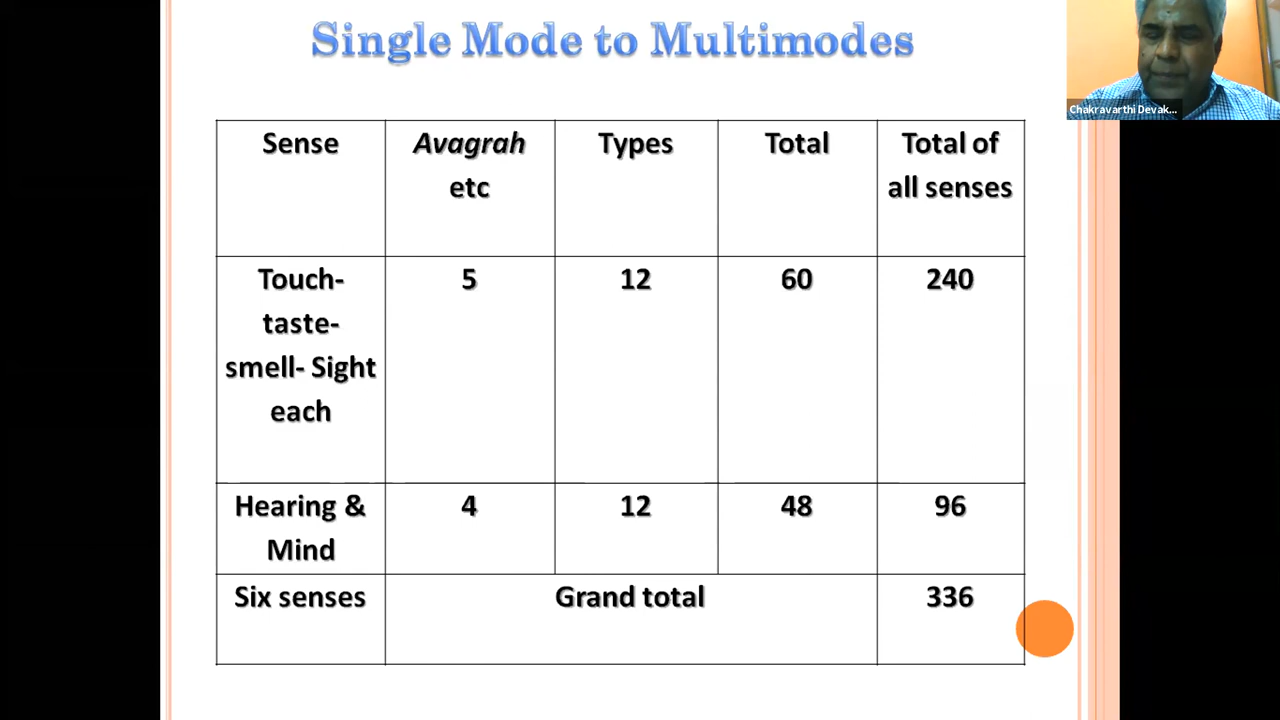 Single Mode to Multimodes
Chakravarthi Devak...
Sense
Avagrah
etc
Types
Total
Total of
all senses
Touch-
taste-
smell- Sight
each
5
12
60
240
Hearing &
Mind
4
12
48
96
Six senses
Grand total
336